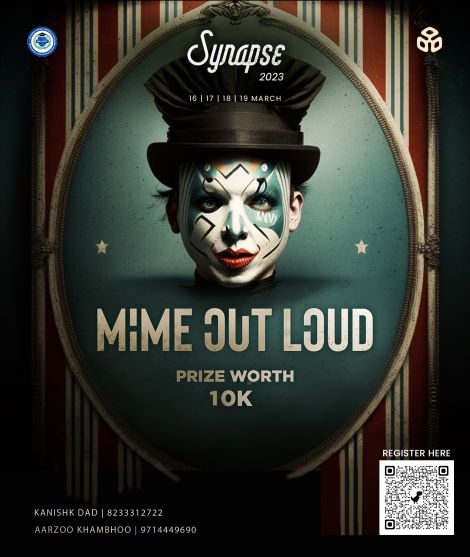 Synapse
2023
16 | 17 | 18 | 19 MARCH
MIME OUT LOUD
PRIZE WORTH
10K
REGISTER HERE
KANISHK DAD | 8233312722
AARZOO KHAMBHOO | 9714449690